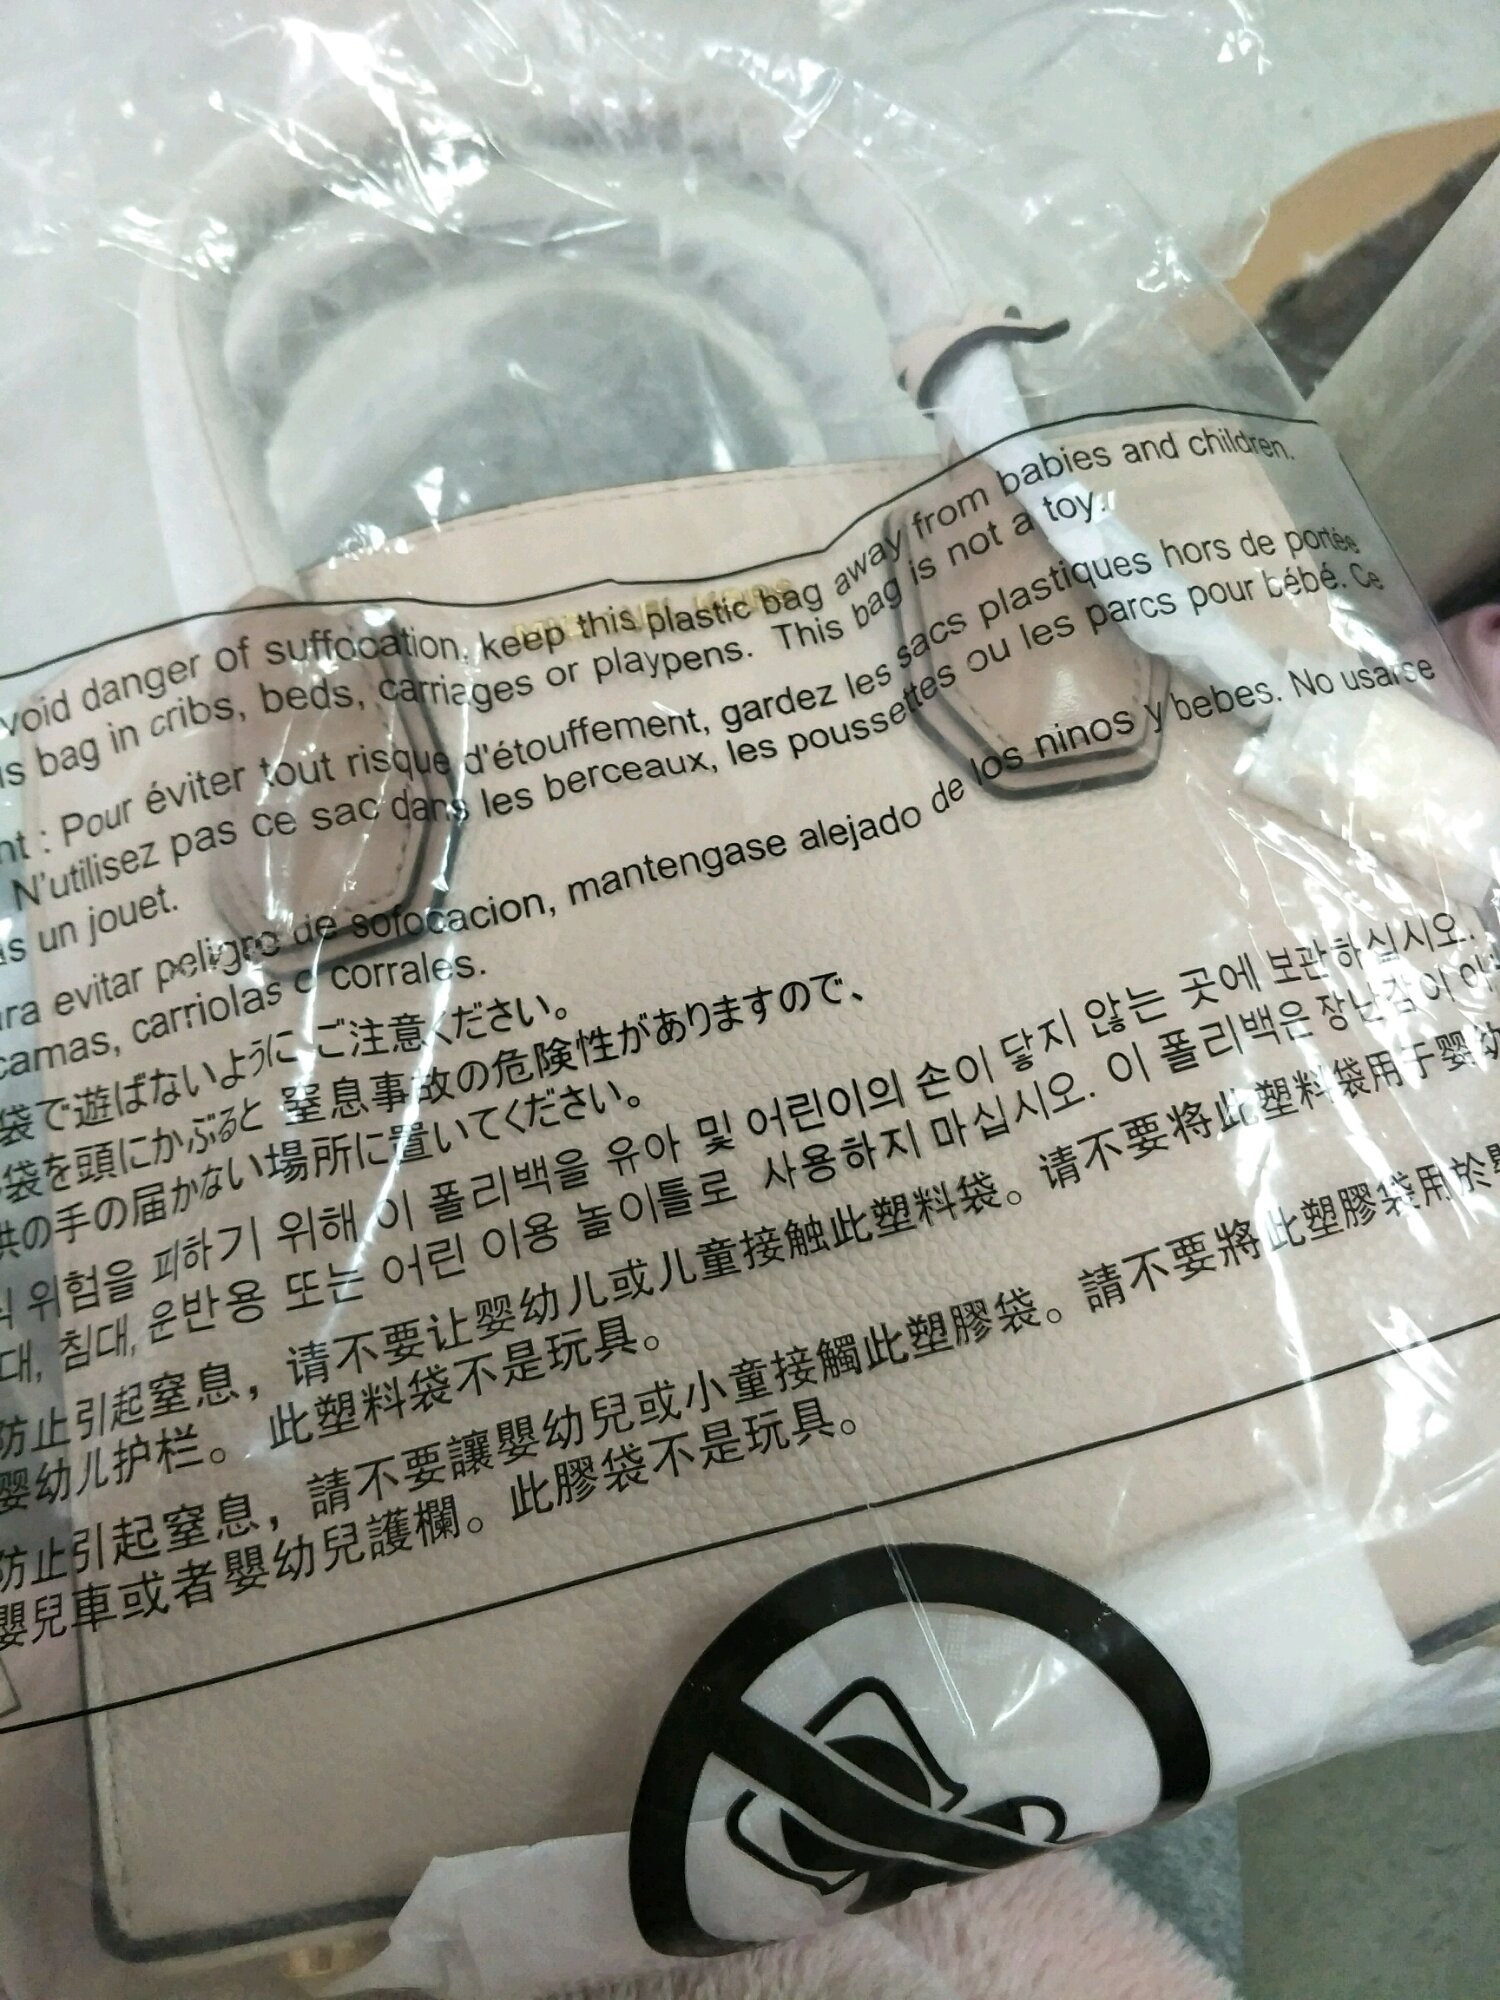 void danger of suffocation, keep this plastic bag away from babies and children.
is bag in cribs, beds, carriages or playpens. This bag is not a toy.
nt : Pour éviter tout risque d'étouffement, gardez les sacs plastiques hors de portée
N'utilisez pas ce sac dans les berceaux, les poussettes ou les parcs pour bébé. Ce
as un jouet.
ra evitar peligro de sofocacion, mantengase alejado de los ninos y bebes. No usarse
camas, carriolas o corrales.
袋で遊ばないように ご注意ください。
袋を頭にかぶると 窒息事故の危険性がありますので、
供の手の届かない場所に置いてください。
식 위험을 피하기 위해 이 폴리백을 유아 및 어린이의 손이 닿지 않는 곳에 보관하십시오.
대, 침대, 운반용 또는 어린 이용 놀이틀로 사용하지 마십시오. 이 폴리백은 장난감이 아
防止引起窒息，请不要让婴幼儿或儿童接触此塑料袋。请不要将此塑料袋用于婴幼
婴幼儿护栏。 此塑料袋不是玩具。
防止引起窒息，請不要讓嬰幼兒或小童接觸此塑膠袋。請不要將此塑膠袋用於
嬰兒車或者嬰幼兒護欄。此膠袋不是玩具。